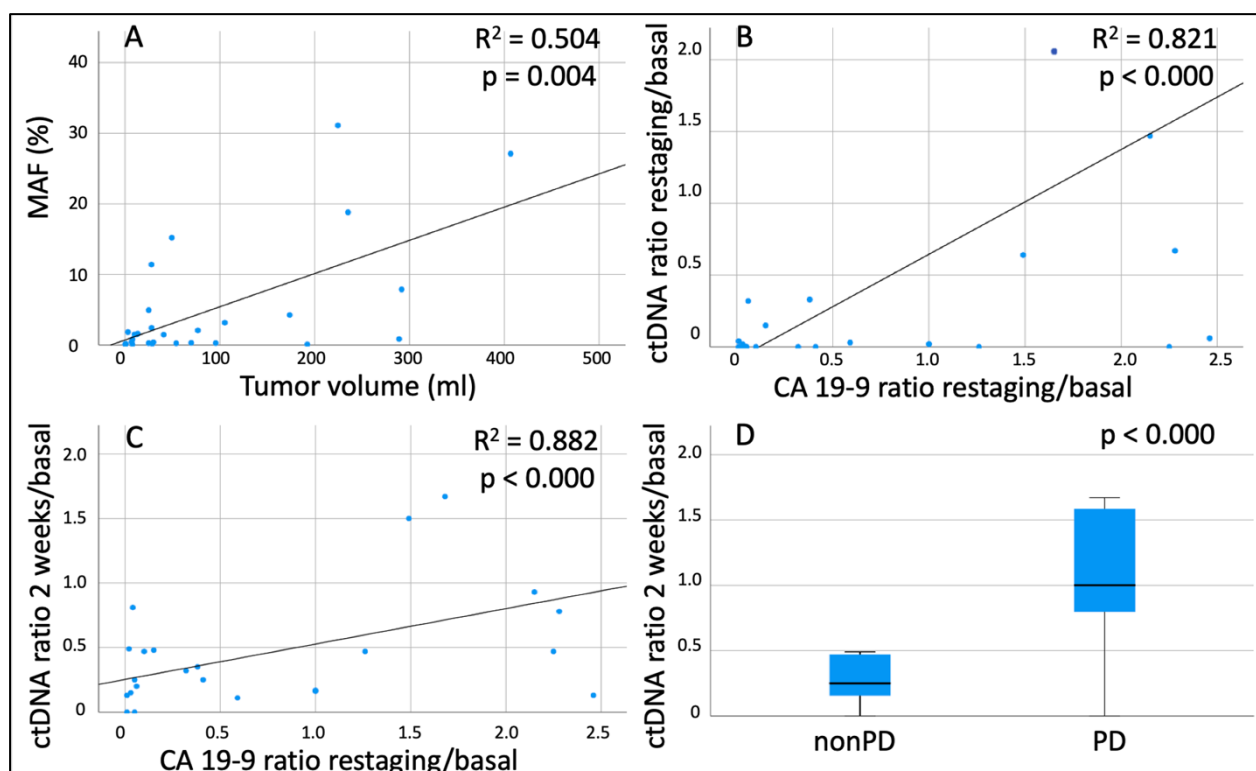 A
R² = 0.504
p = 0.004
MAF (%)
40
30
20
10
0
0 100 200 300 400 500
Tumor volume (ml)
B
R² = 0.821
p < 0.000
ctDNA ratio restaging/basal
2.0
1.5
1.0
0.5
0
0 0.5 1.0 1.5 2.0 2.5
CA 19-9 ratio restaging/basal
C
R² = 0.882
p < 0.000
ctDNA ratio 2 weeks/basal
2.0
1.5
1.0
0.5
0
0 0.5 1.0 1.5 2.0 2.5
CA 19-9 ratio restaging/basal
D
p < 0.000
ctDNA ratio 2 weeks/basal
2.0
1.5
1.0
0.5
0
nonPD PD